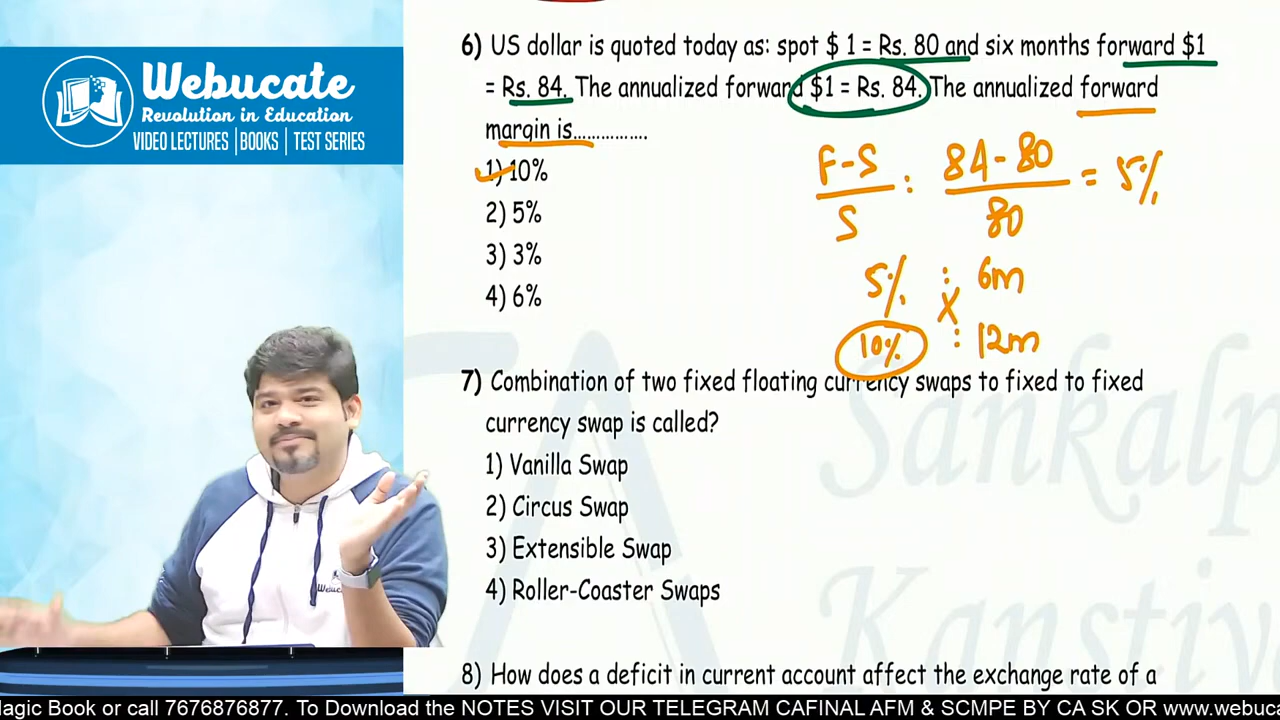 6) US dollar is quoted today as: spot $ 1 = Rs. 80 and six months forward $1
= Rs. 84. The annualized forward $1 = Rs. 84. The annualized forward
margin is...............
1) 10%
2) 5%
3) 3%
4) 6%
F-S
S
: 84-80
80
= 5%
5% : 6m
X
10% : 12m
7) Combination of two fixed floating currency swaps to fixed to fixed
currency swap is called?
1) Vanilla Swap
2) Circus Swap
3) Extensible Swap
4) Roller-Coaster Swaps
8) How does a deficit in current account affect the exchange rate of a
Webucate
Revolution in Education
VIDEO LECTURES |BOOKS | TEST SERIES
Sankalp
Kanstiy
lagic Book or call 7676876877. To Download the NOTES VISIT OUR TELEGRAM CAFINAL AFM & SCMPE BY CA SK OR www.webuca